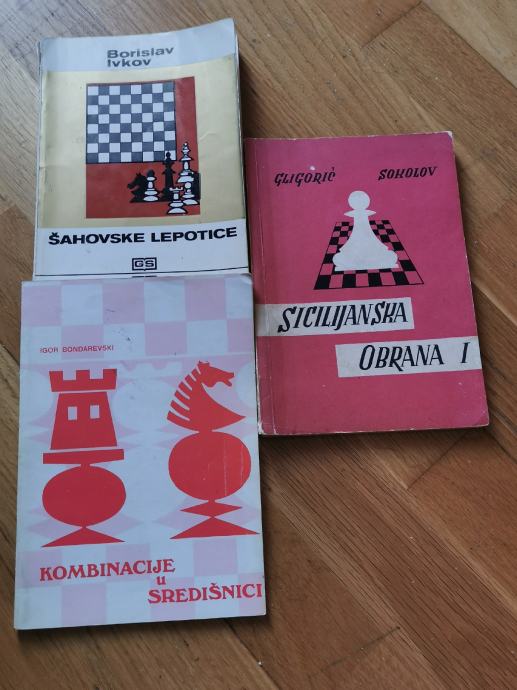 Borislav
Ivkov
ŠAHOVSKE LEPOTICE
GS
GLIGORIĆ SOKOLOV
SICILIJANSKA
OBRANA I
IGOR BONDAREVSKI
KOMBINACIJE
u
SREDIŠNICI